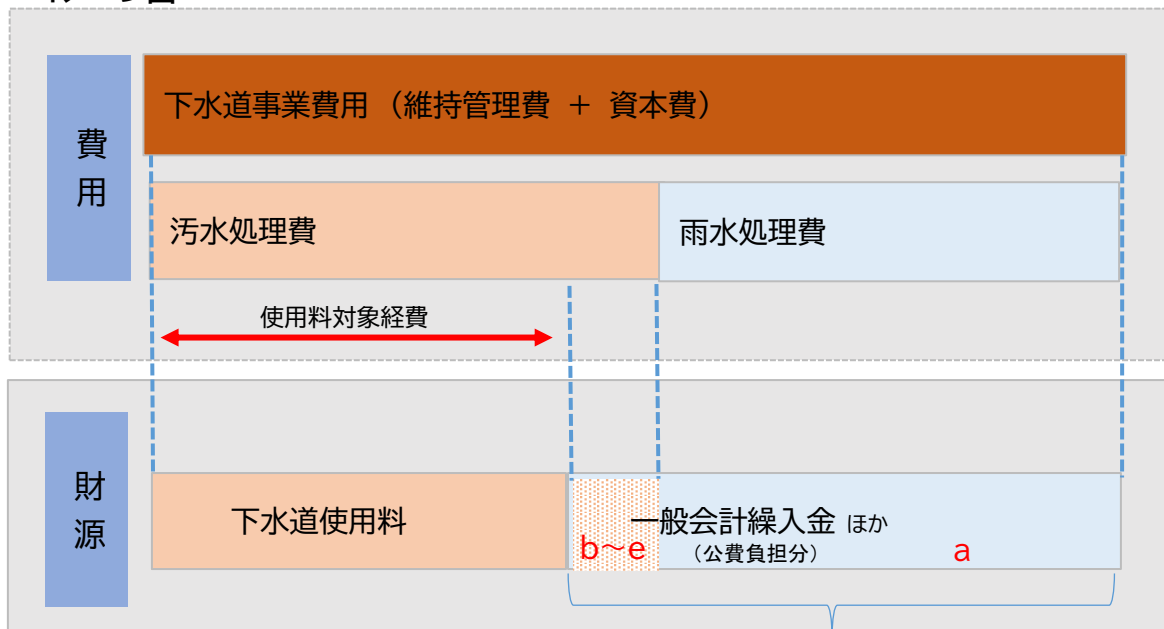 費用
下水道事業費用（維持管理費 ＋ 資本費）
汚水処理費
雨水処理費
使用料対象経費
財源
下水道使用料
一般会計繰入金 ほか
（公費負担分）
b～e
a